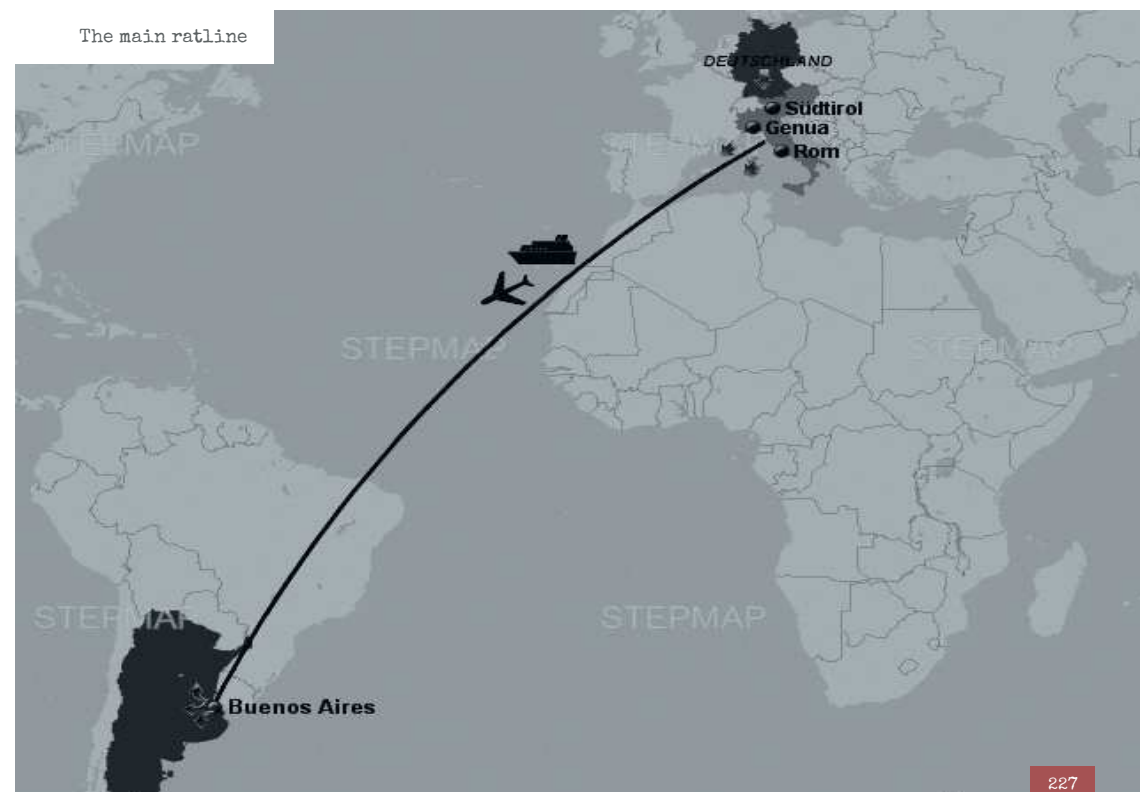 The main ratline
DEUTSCHLAND
Südtirol
Genua
Rom
STEPMAP
STEPMAP
STEPMAP
STEPMAP
STEPMAP
STEPMAP
Buenos Aires
227